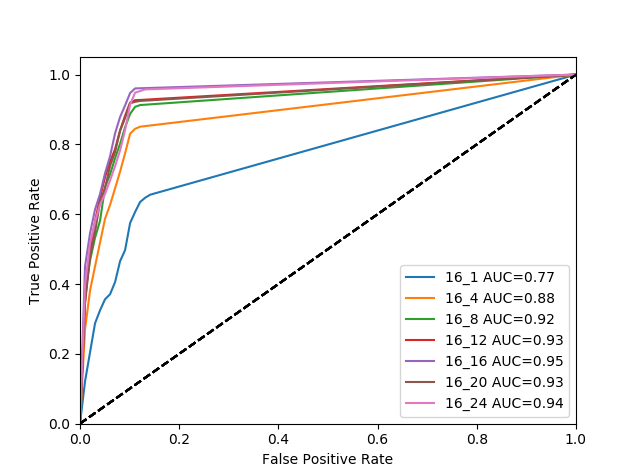 1.0
0.8
0.6
0.4
0.2
0.0
True Positive Rate
16_1 AUC=0.77
16_4 AUC=0.88
16_8 AUC=0.92
16_12 AUC=0.93
16_16 AUC=0.95
16_20 AUC=0.93
16_24 AUC=0.94
0.0 0.2 0.4 0.6 0.8 1.0
False Positive Rate